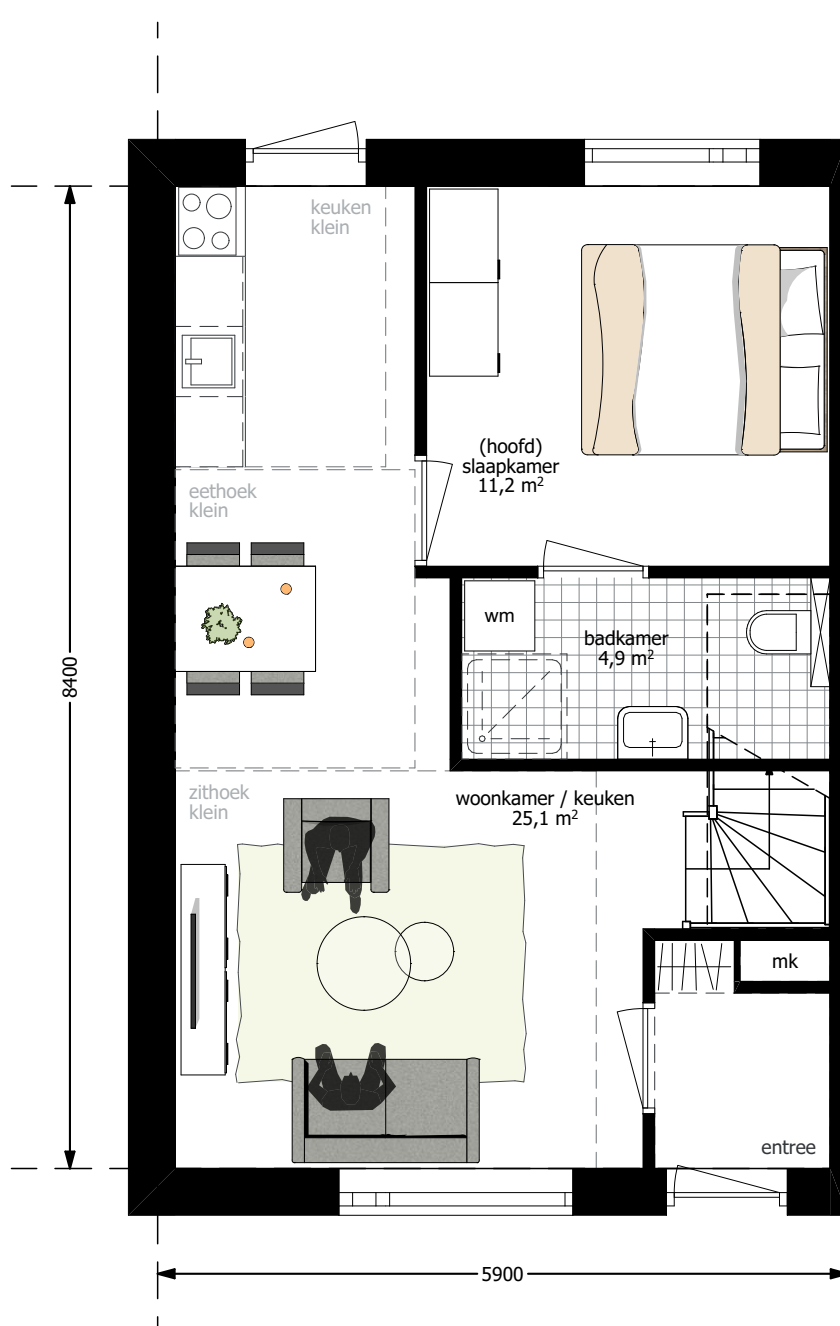 keuken
klein
(hoofd)
slaapkamer
11,2 m²
eethoek
klein
wm
badkamer
4,9 m²
8400
zithoek
klein
woonkamer / keuken
25,1 m²
mk
entree
5900